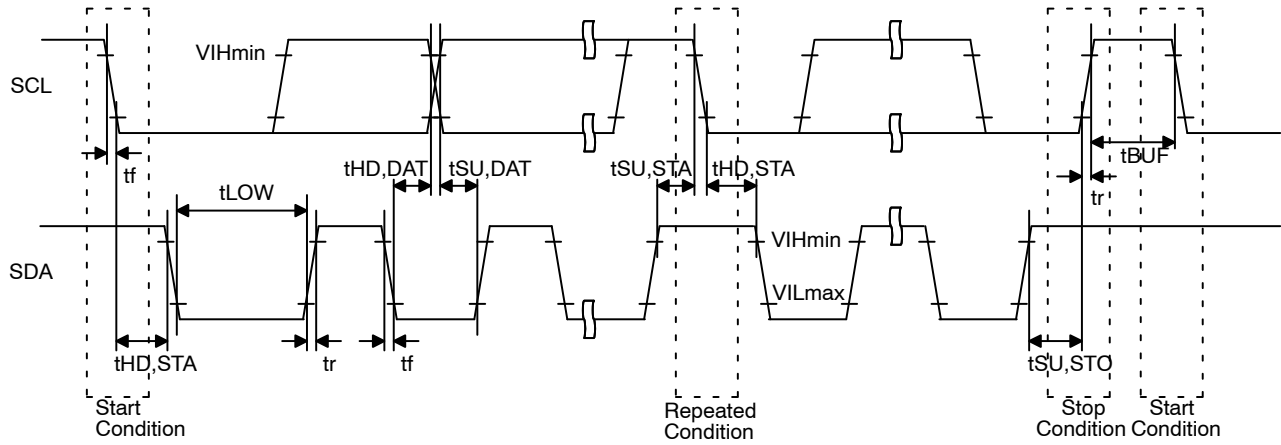 VIHmin
SCL
tf
tHD,DAT
tSU,DAT
tSU,STA
tHD,STA
tBUF
tr
tLOW
SDA
VIHmin
VILmax
tHD,STA
tr
tf
tSU,STO
Start
Condition
Repeated
Condition
Stop
Condition
Start
Condition